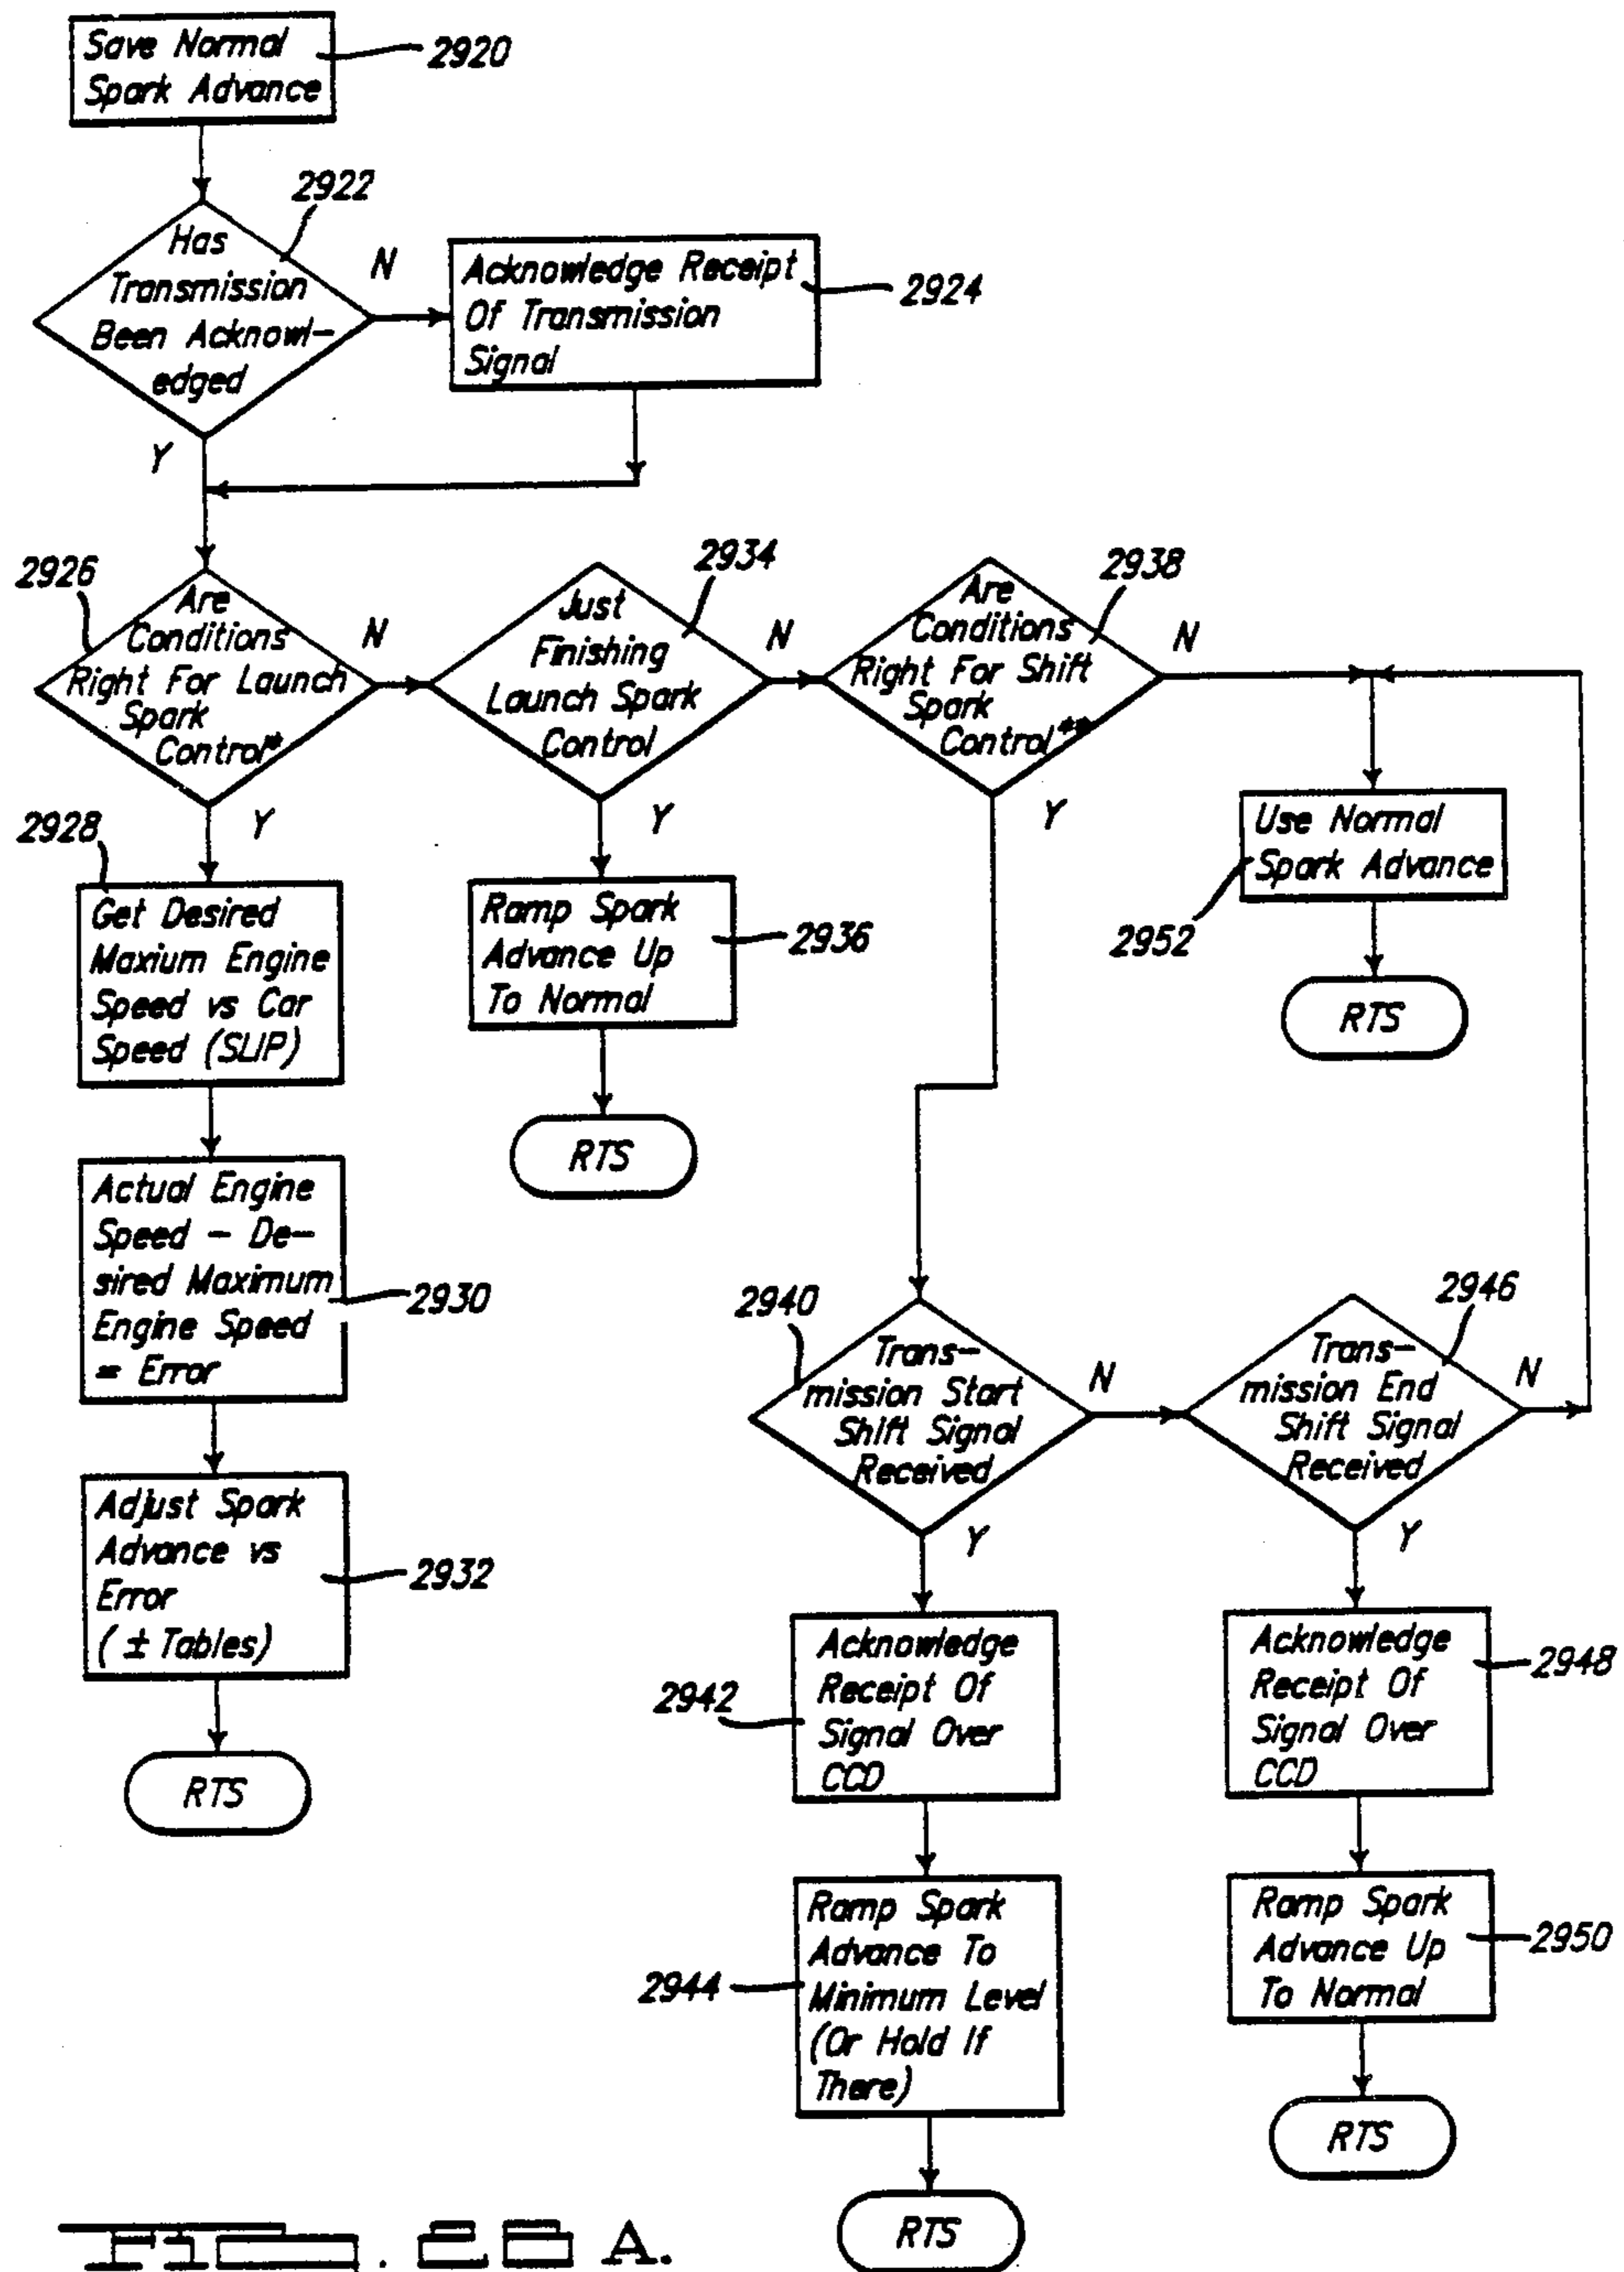 Save Normal
Spark Advance
2920
2922
Has
Transmission
Been Acknowl-
edged
N
Y
Acknowledge Receipt
Of Transmission
Signal
2924
2926
Are
Conditions
Right For Launch
Spark
Control*
N
Y
2934
Just
Finishing
Launch Spark
Control
N
Y
2938
Are
Conditions
Right For Shift
Spark
Control**
N
Y
2928
Get Desired
Maxium Engine
Speed vs Car
Speed (SLIP)
Ramp Spark
Advance Up
To Normal
2936
RTS
Use Normal
Spark Advance
2952
RTS
Actual Engine
Speed - De-
sired Maximum
Engine Speed
= Error
2930
Adjust Spark
Advance vs
Error
(± Tables)
2932
RTS
2940
Trans-
mission Start
Shift Signal
Received
N
Y
2946
Trans-
mission End
Shift Signal
Received
N
Y
2942
Acknowledge
Receipt Of
Signal Over
CCD
Acknowledge
Receipt Of
Signal Over
CCD
2948
2944
Ramp Spark
Advance To
Minimum Level
(Or Hold If
There)
RTS
Ramp Spark
Advance Up
To Normal
2950
RTS
A.